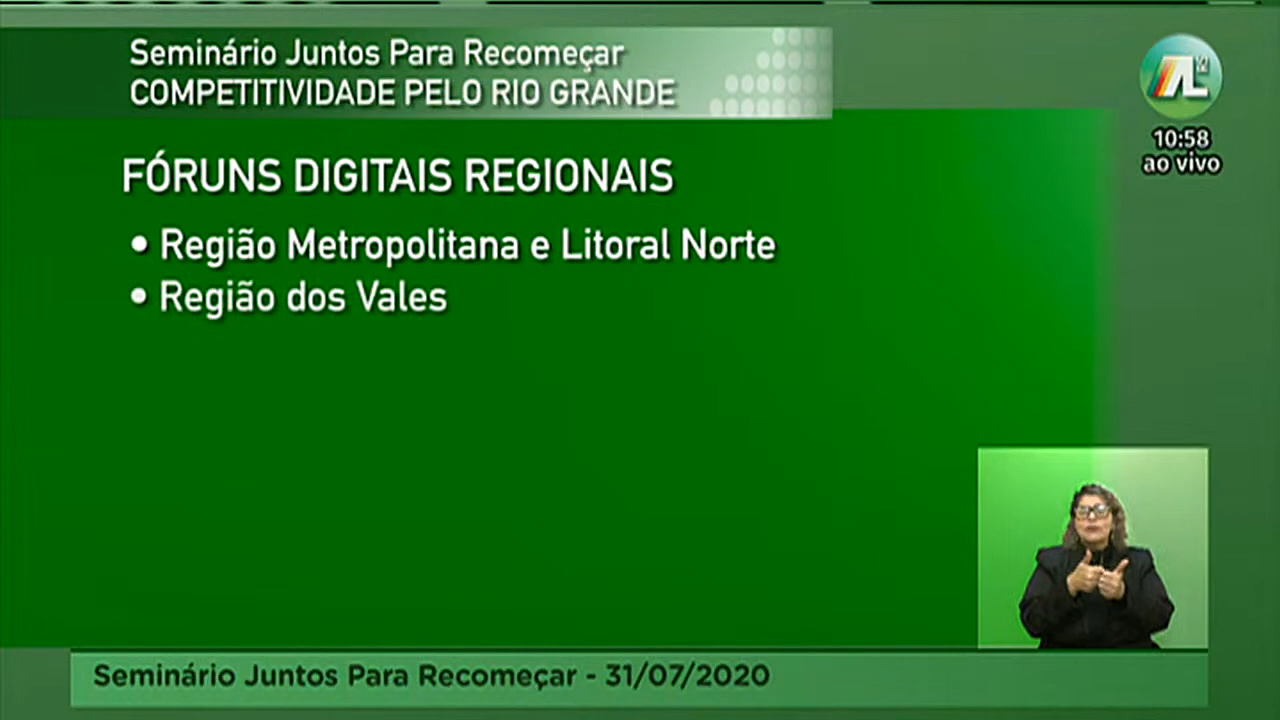 Seminário Juntos Para Recomeçar
COMPETITIVIDADE PELO RIO GRANDE
AL
10:58
ao vivo
FÓRUNS DIGITAIS REGIONAIS
• Região Metropolitana e Litoral Norte
• Região dos Vales
Seminário Juntos Para Recomeçar - 31/07/2020